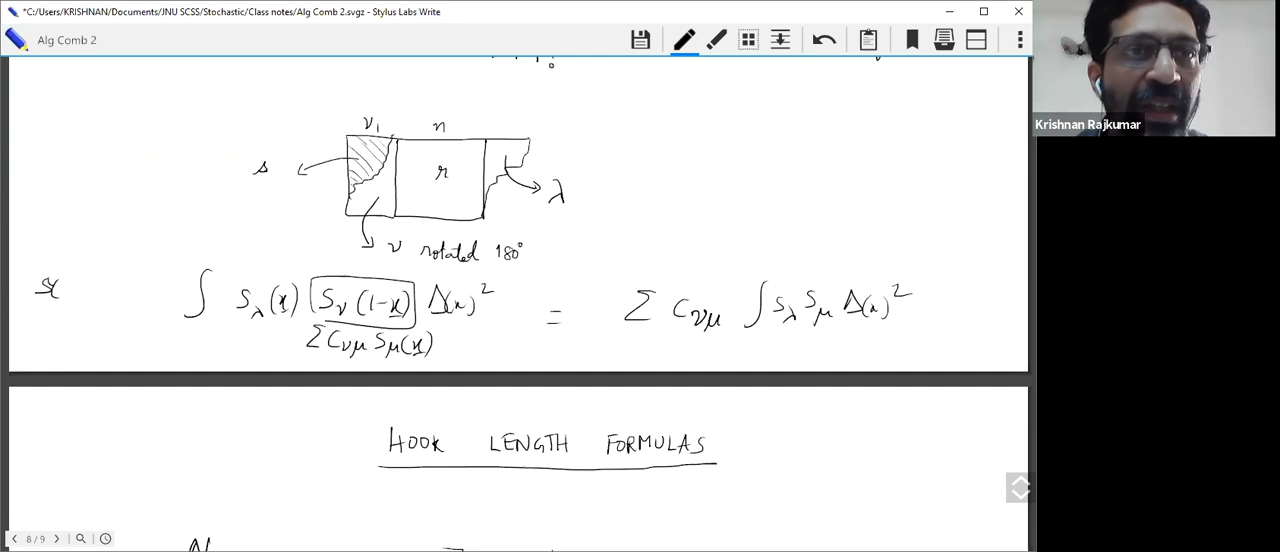 *C:/Users/KRISHNAN/Documents/JNU SCSS/Stochastic/Class notes/Alg Comb 2.svgz - Stylus Labs Write
Alg Comb 2
Krishnan Rajkumar
ν₁ n
s r λ
ν rotated 180°
∫ S_λ(x) S_ν(1-x) Δ(x)² = Σ C_νμ ∫ S_λ S_μ Δ(x)²
Σ C_νμ S_μ(x)
HOOK LENGTH FORMULAS
8 / 9